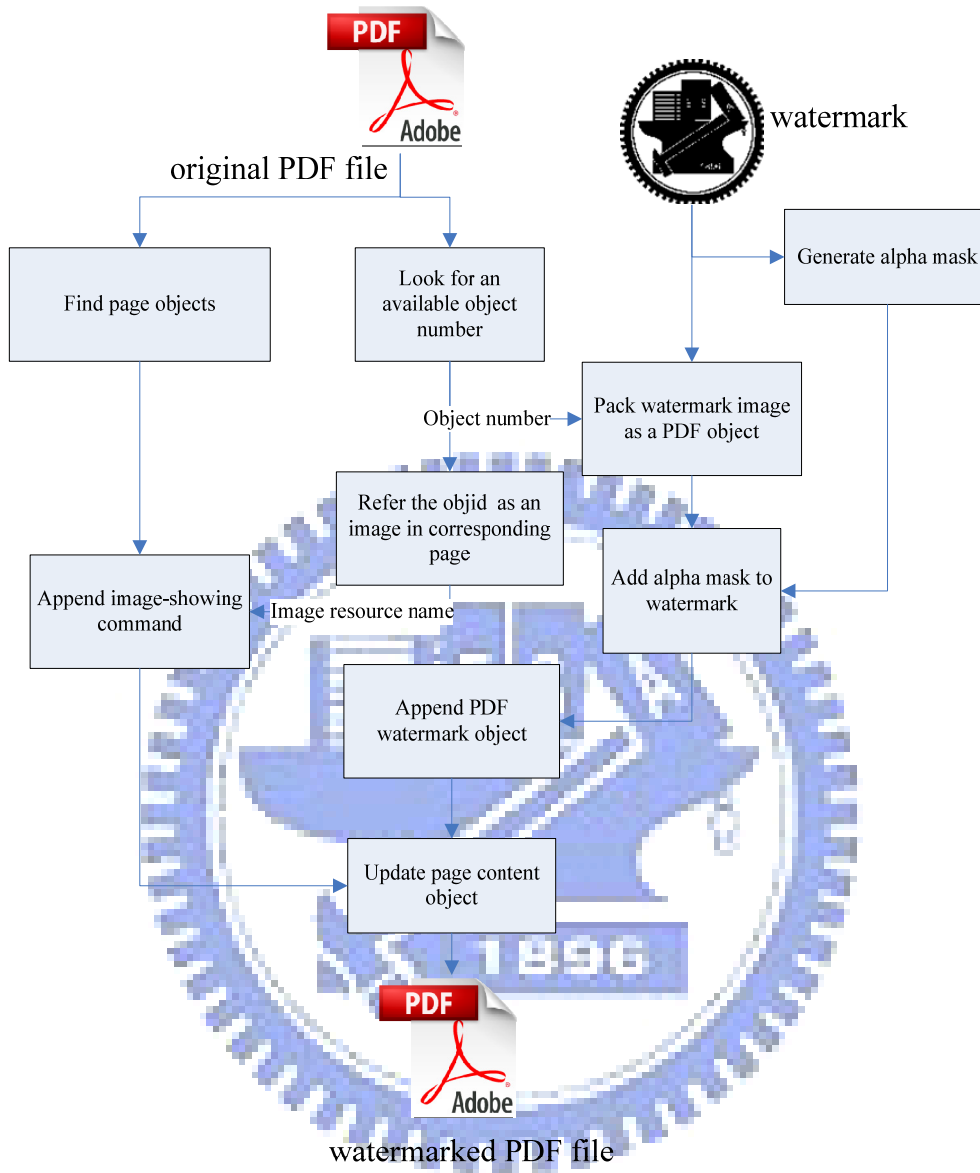 PDF
Adobe
original PDF file
watermark
Find page objects
Look for an
available object
number
Generate alpha mask
Object number
Pack watermark image
as a PDF object
Refer the objid as an
image in corresponding
page
Append image-showing
command
Image resource name
Add alpha mask to
watermark
Append PDF
watermark object
Update page content
object
1896
PDF
Adobe
watermarked PDF file